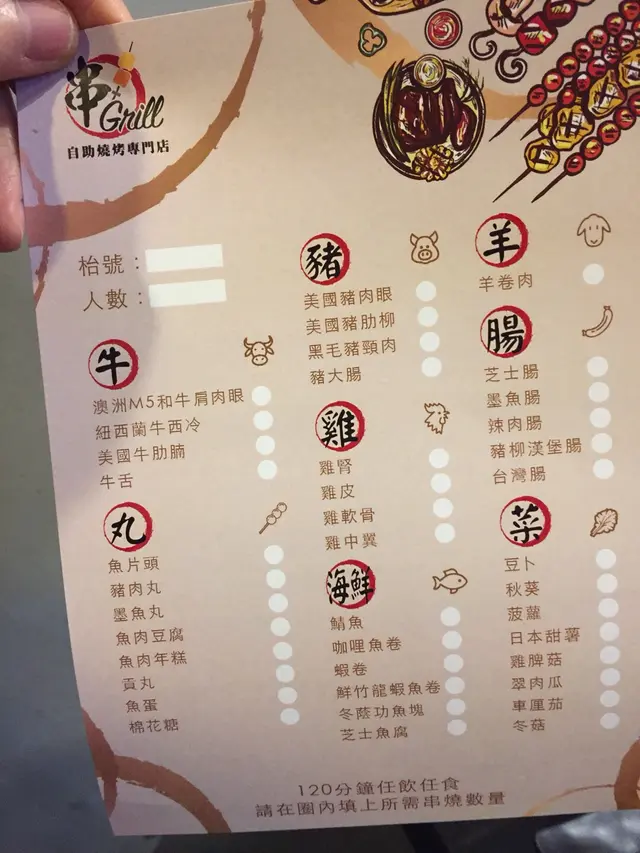 串
Grill
自助燒烤專門店
枱號：
人數：
牛
澳洲M5和牛肩肉眼
紐西蘭牛西冷
美國牛肋腩
牛舌
丸
魚片頭
豬肉丸
墨魚丸
魚肉豆腐
魚肉年糕
貢丸
魚蛋
棉花糖
豬
美國豬肉眼
美國豬肋柳
黑毛豬頸肉
豬大腸
雞
雞腎
雞皮
雞軟骨
雞中翼
海鮮
鯖魚
咖哩魚卷
蝦卷
鮮竹龍蝦魚卷
冬蔭功魚塊
芝士魚腐
羊
羊卷肉
腸
芝士腸
墨魚腸
辣肉腸
豬柳漢堡腸
台灣腸
菜
豆卜
秋葵
菠蘿
日本甜薯
雞脾菇
翠肉瓜
車厘茄
冬菇
120分鐘任飲任食
請在圈內填上所需串燒數量